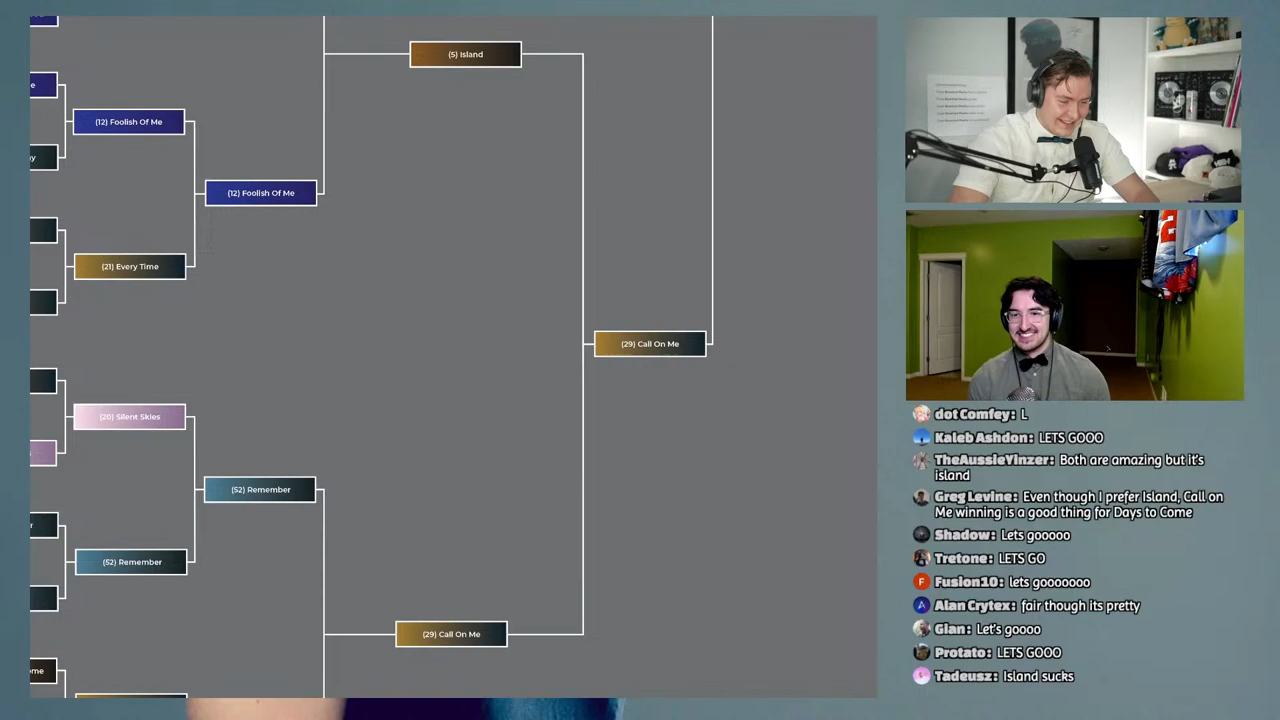 (5) Island
e
(12) Foolish Of Me
ay
(12) Foolish Of Me
(21) Every Time
(29) Call On Me
(20) Silent Skies
s
(52) Remember
r
(52) Remember
(29) Call On Me
ome
dot Comfey: L
Kaleb Ashdon: LETS GOOO
TheAussieYinzer: Both are amazing but it's
island
Greg Levine: Even though I prefer Island, Call on
Me winning is a good thing for Days to Come
Shadow: Lets gooooo
Tretone: LETS GO
F Fusion10: lets gooooooo
A Alan Crytex: fair though its pretty
Gian: Let's goooo
Protato: LETS GOOO
Tadeusz: Island sucks